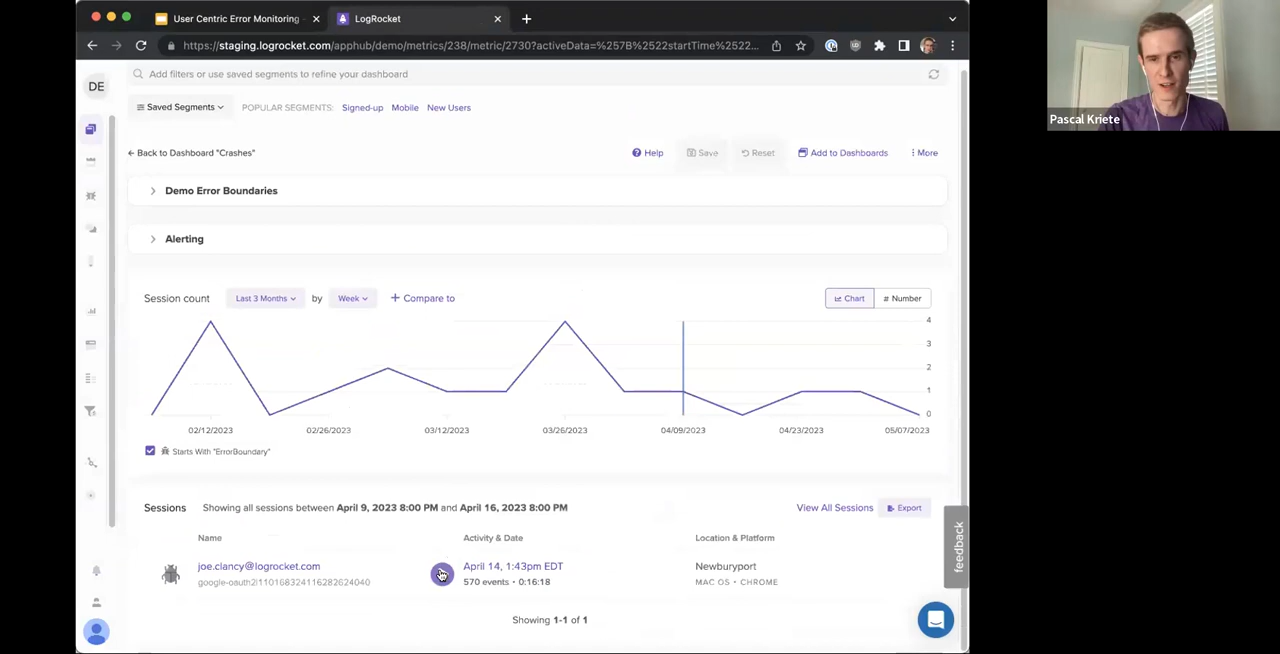 User Centric Error Monitoring
LogRocket
https://staging.logrocket.com/apphub/demo/metrics/238/metric/2730?activeData=%257B%2522startTime%2522...
DE
Add filters or use saved segments to refine your dashboard
Saved Segments
POPULAR SEGMENTS: Signed-up Mobile New Users
Back to Dashboard "Crashes"
Help
Save
Reset
Add to Dashboards
More
Demo Error Boundaries
Alerting
Session count
Last 3 Months
by
Week
+ Compare to
Chart
# Number
4
3
2
1
0
02/12/2023
02/26/2023
03/12/2023
03/26/2023
04/09/2023
04/23/2023
05/07/2023
Starts With "ErrorBoundary"
Sessions
Showing all sessions between April 9, 2023 8:00 PM and April 16, 2023 8:00 PM
View All Sessions
Export
Name
Activity & Date
Location & Platform
joe.clancy@logrocket.com
April 14, 1:43pm EDT
Newburyport
google-oauth2|110168324116282624040
570 events • 0:16:18
MAC OS • CHROME
Showing 1-1 of 1
feedback
Pascal Kriete